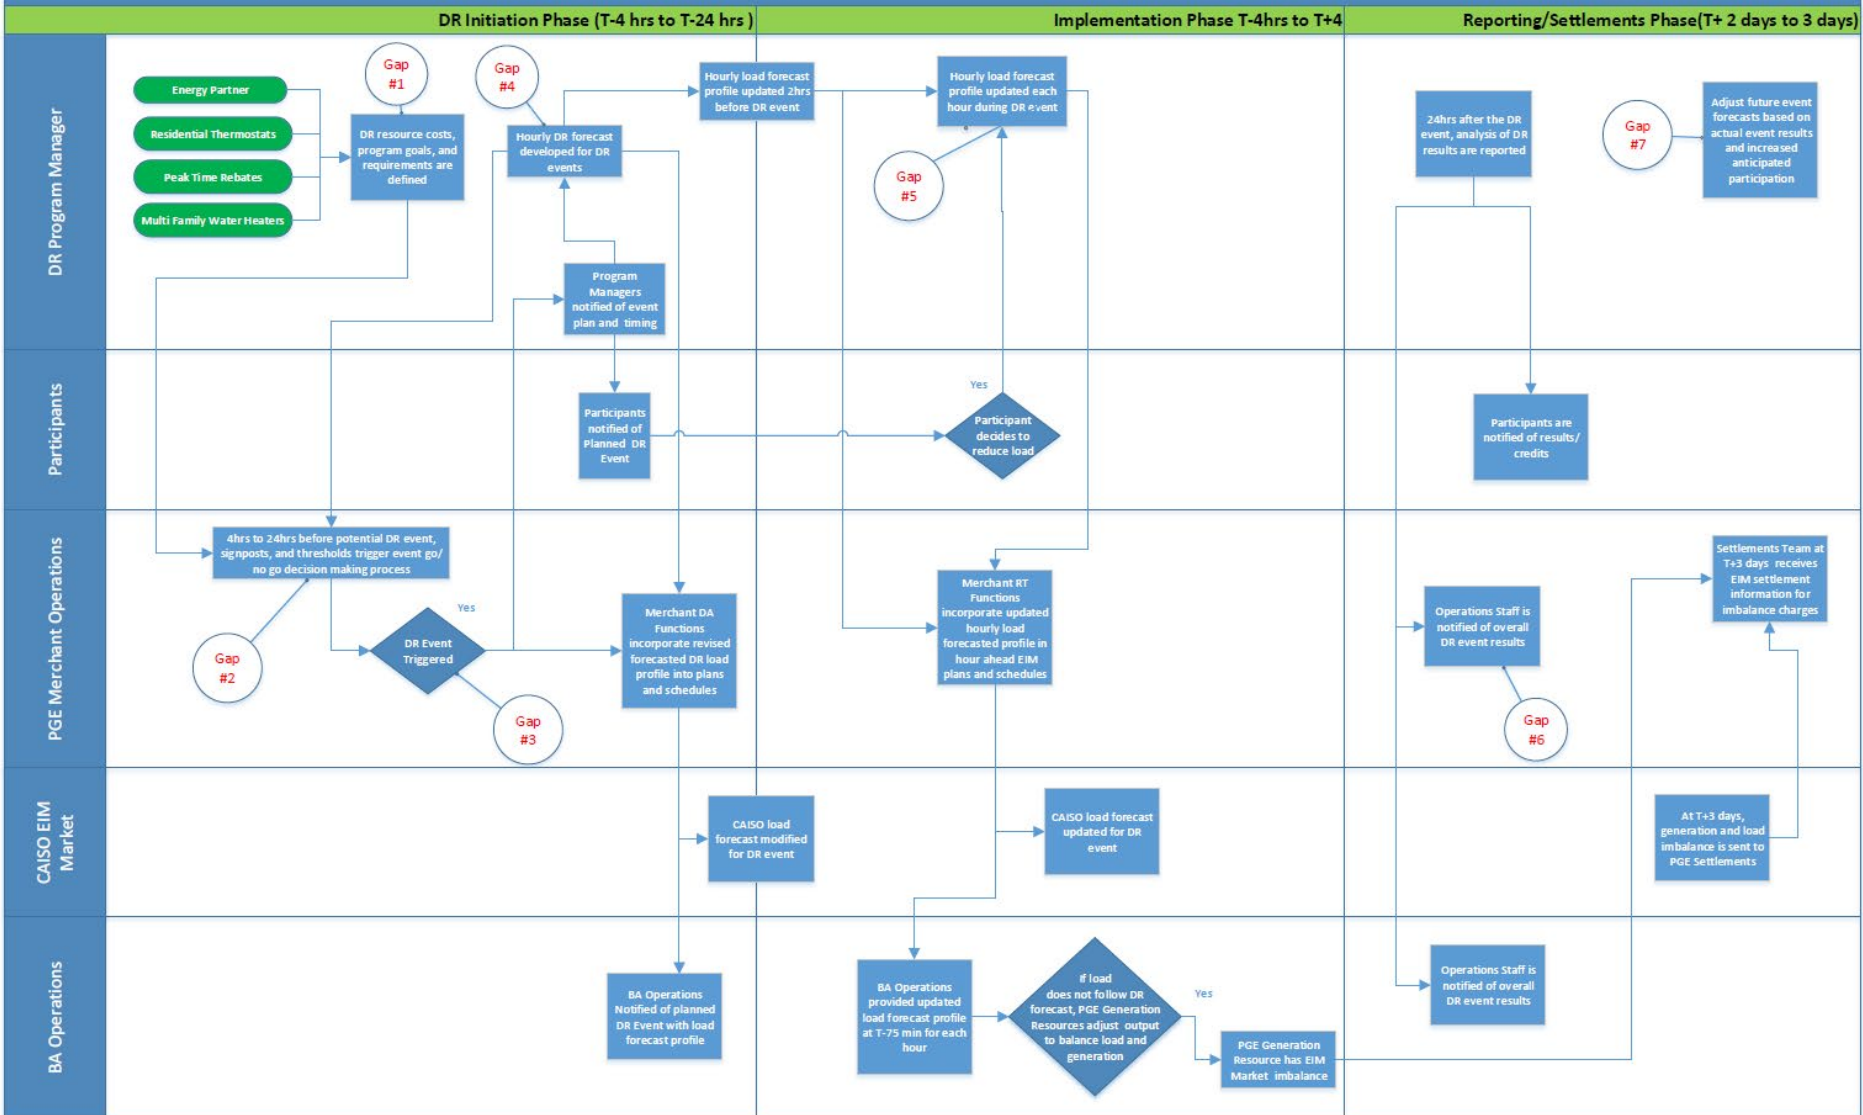 DR Initiation Phase (T-4 hrs to T-24 hrs )
Implementation Phase T-4hrs to T+4
Reporting/Settlements Phase(T+ 2 days to 3 days)
DR Program Manager
Energy Partner
Residential Thermostats
Peak Time Rebates
Multi Family Water Heaters
Gap
#1
DR resource costs,
program goals, and
requirements are
defined
Gap
#4
Hourly DR forecast
developed for DR
events
Program
Managers
notified of event
plan and timing
Hourly load forecast
profile updated 2hrs
before DR event
Hourly load forecast
profile updated each
hour during DR event
Gap
#5
24hrs after the DR
event, analysis of DR
results are reported
Gap
#7
Adjust future event
forecasts based on
actual event results
and increased
anticipated
participation
Participants
Participants
notified of
Planned DR
Event
Yes
Participant
decides to
reduce load
Participants are
notified of results/
credits
PGE Merchant Operations
4hrs to 24hrs before potential DR event,
signposts, and thresholds trigger event go/
no go decision making process
Gap
#2
DR Event
Triggered
Yes
Gap
#3
Merchant DA
Functions
incorporate revised
forecasted DR load
profile into plans
and schedules
Merchant RT
Functions
incorporate updated
hourly load
forecasted profile in
hour ahead EIM
plans and schedules
Operations Staff is
notified of overall
DR event results
Gap
#6
Settlements Team at
T+3 days receives
EIM settlement
information for
imbalance charges
CAISO EIM
Market
CAISO load
forecast modified
for DR event
CAISO load forecast
updated for DR
event
At T+3 days,
generation and load
imbalance is sent to
PGE Settlements
BA Operations
BA Operations
Notified of planned
DR Event with load
forecast profile
BA Operations
provided updated
load forecast profile
at T-75 min for each
hour
If load
does not follow DR
forecast, PGE Generation
Resources adjust output
to balance load and
generation
Yes
PGE Generation
Resource has EIM
Market imbalance
Operations Staff is
notified of overall
DR event results